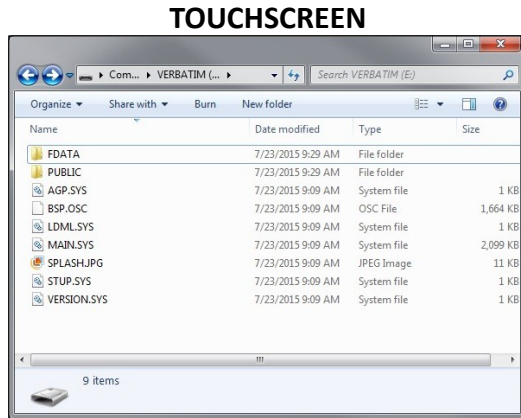 TOUCHSCREEN
Com... VERBATIM (...
Search VERBATIM (E:)
Organize Share with Burn New folder
Name Date modified Type Size
FDATA 7/23/2015 9:29 AM File folder
PUBLIC 7/23/2015 9:29 AM File folder
AGP.SYS 7/23/2015 9:09 AM System file 1 KB
BSP.OSC 7/23/2015 9:09 AM OSC File 1,664 KB
LDML.SYS 7/23/2015 9:09 AM System file 1 KB
MAIN.SYS 7/23/2015 9:09 AM System file 2,099 KB
SPLASH.JPG 7/23/2015 9:09 AM JPEG Image 11 KB
STUP.SYS 7/23/2015 9:09 AM System file 1 KB
VERSION.SYS 7/23/2015 9:09 AM System file 1 KB
9 items